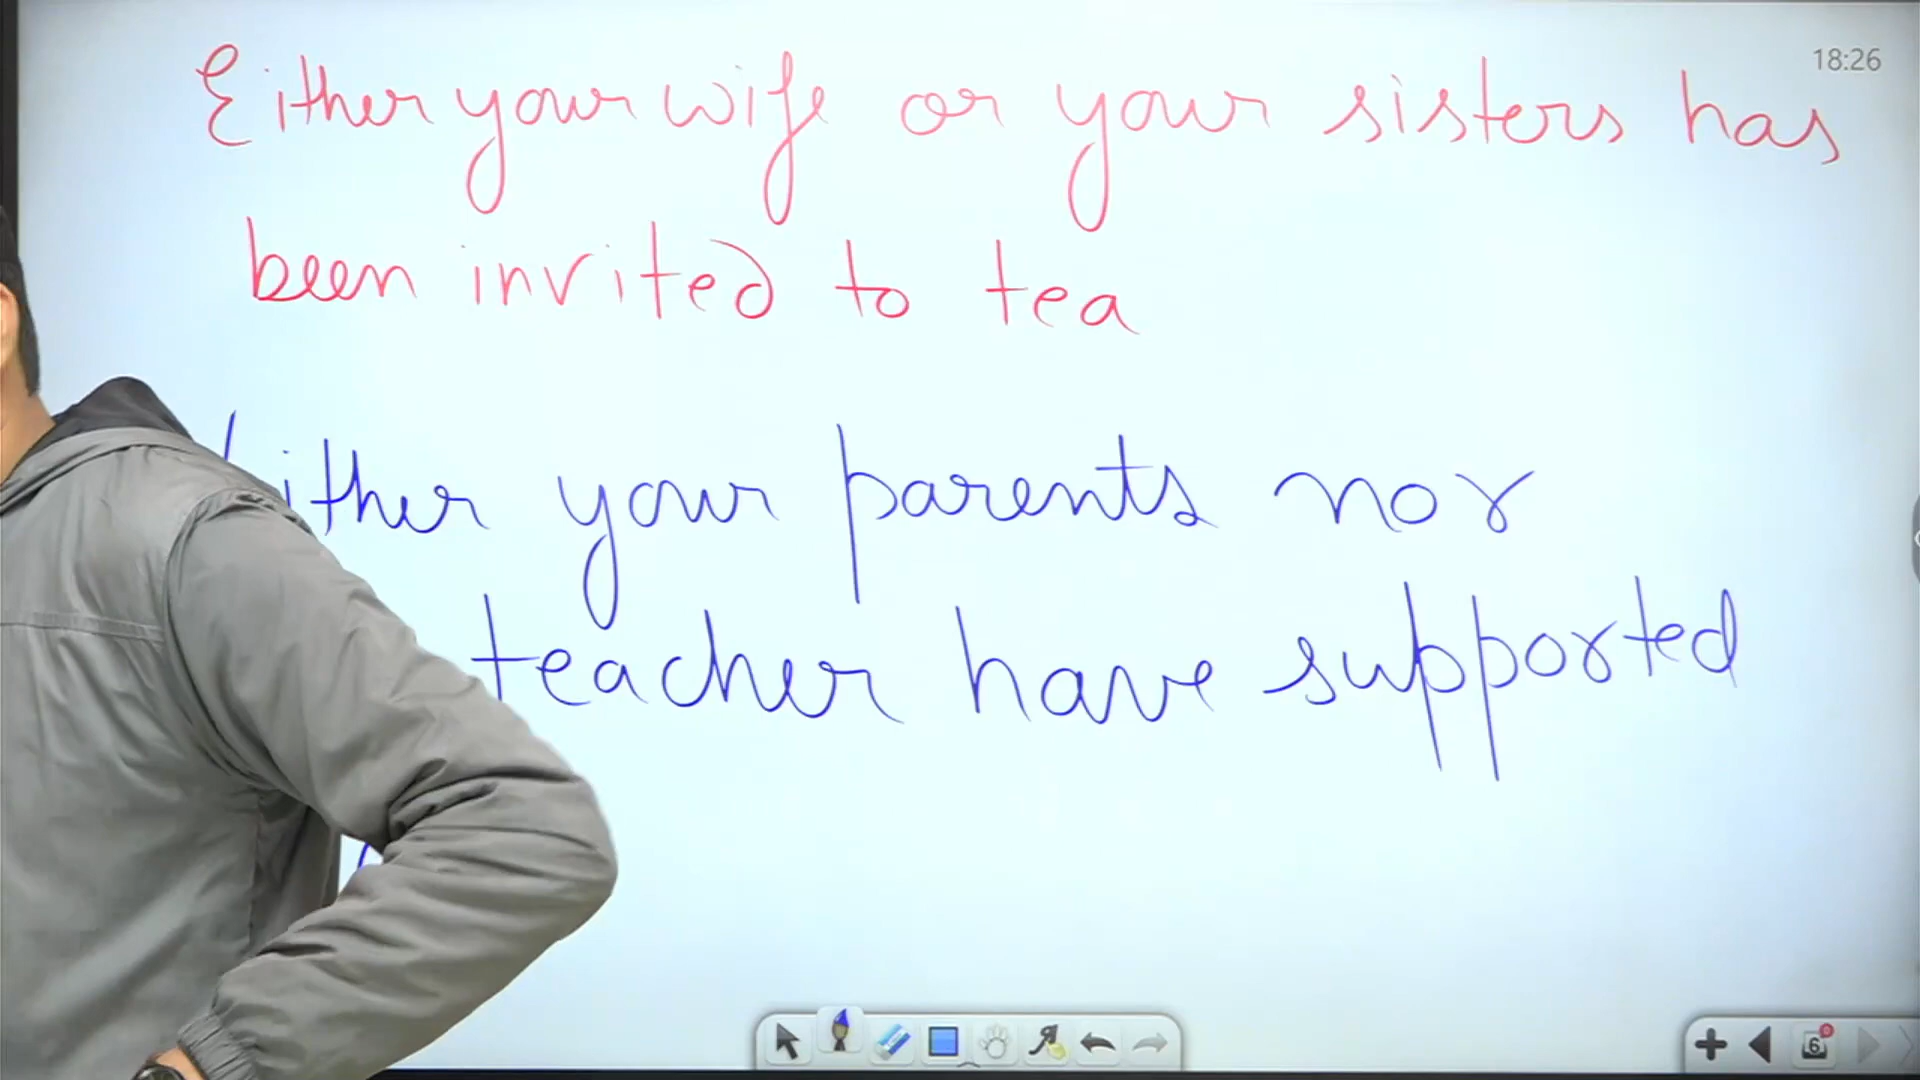 18:26
Either your wife or your sisters has
been invited to tea
your parents nor
teacher have supported
6